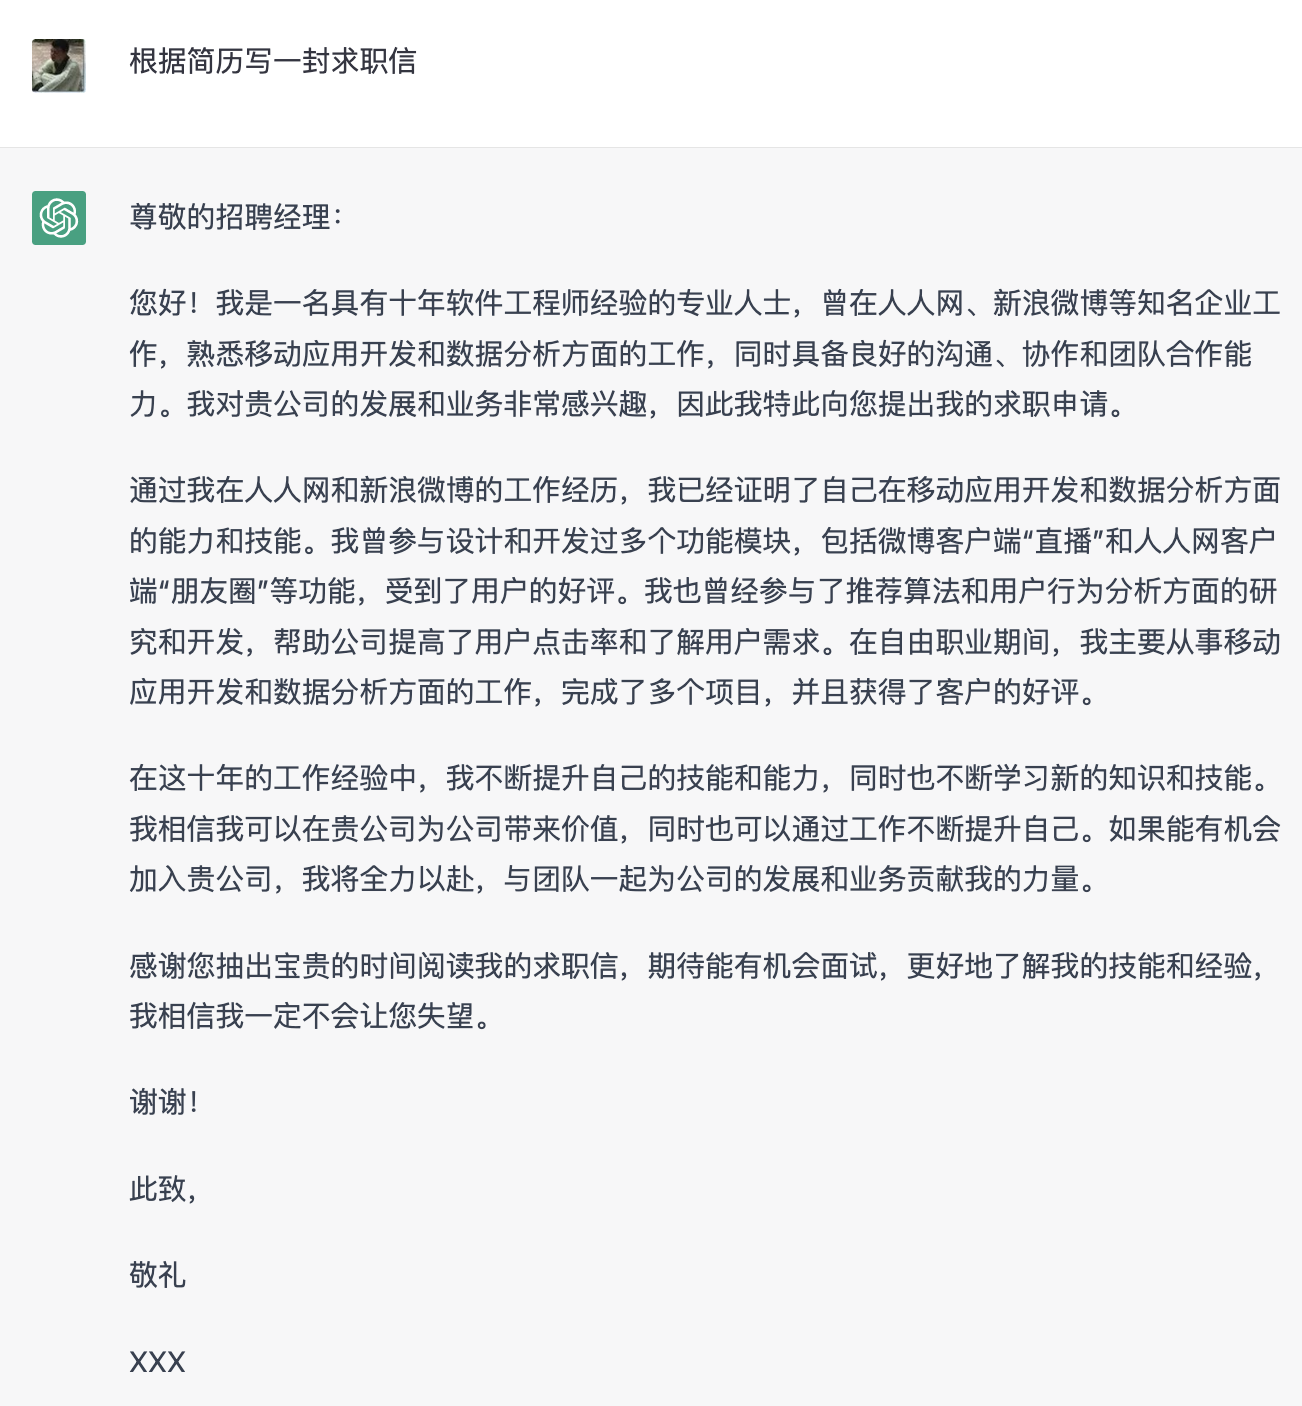 根据简历写一封求职信
尊敬的招聘经理：
您好！我是一名具有十年软件工程师经验的专业人士，曾在人人网、新浪微博等知名企业工
作，熟悉移动应用开发和数据分析方面的工作，同时具备良好的沟通、协作和团队合作能
力。我对贵公司的发展和业务非常感兴趣，因此我特此向您提出我的求职申请。
通过我在人人网和新浪微博的工作经历，我已经证明了自己在移动应用开发和数据分析方面
的能力和技能。我曾参与设计和开发过多个功能模块，包括微博客户端“直播”和人人网客户
端“朋友圈”等功能，受到了用户的好评。我也曾经参与了推荐算法和用户行为分析方面的研
究和开发，帮助公司提高了用户点击率和了解用户需求。在自由职业期间，我主要从事移动
应用开发和数据分析方面的工作，完成了多个项目，并且获得了客户的好评。
在这十年的工作经验中，我不断提升自己的技能和能力，同时也不断学习新的知识和技能。
我相信我可以在贵公司为公司带来价值，同时也可以通过工作不断提升自己。如果能有机会
加入贵公司，我将全力以赴，与团队一起为公司的发展和业务贡献我的力量。
感谢您抽出宝贵的时间阅读我的求职信，期待能有机会面试，更好地了解我的技能和经验，
我相信我一定不会让您失望。
谢谢！
此致，
敬礼
XXX